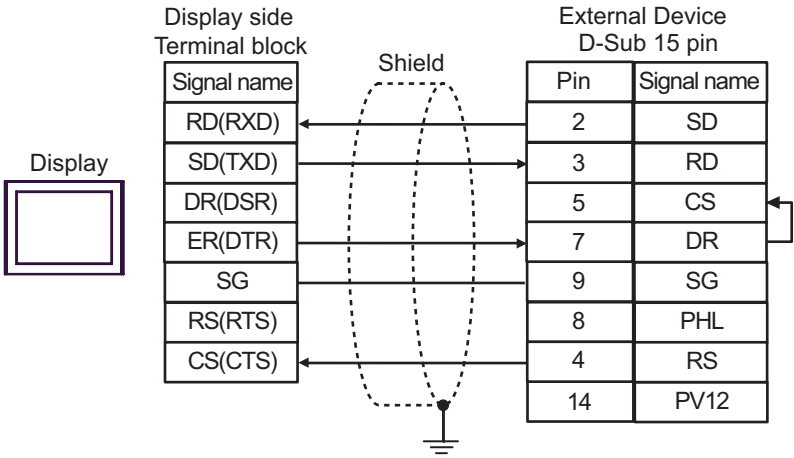 Display side
Terminal block
External Device
D-Sub 15 pin
Shield
Display
Signal name
Pin Signal name
RD(RXD) 2 SD
SD(TXD) 3 RD
DR(DSR) 5 CS
ER(DTR) 7 DR
SG 9 SG
RS(RTS) 8 PHL
CS(CTS) 4 RS
14 PV12